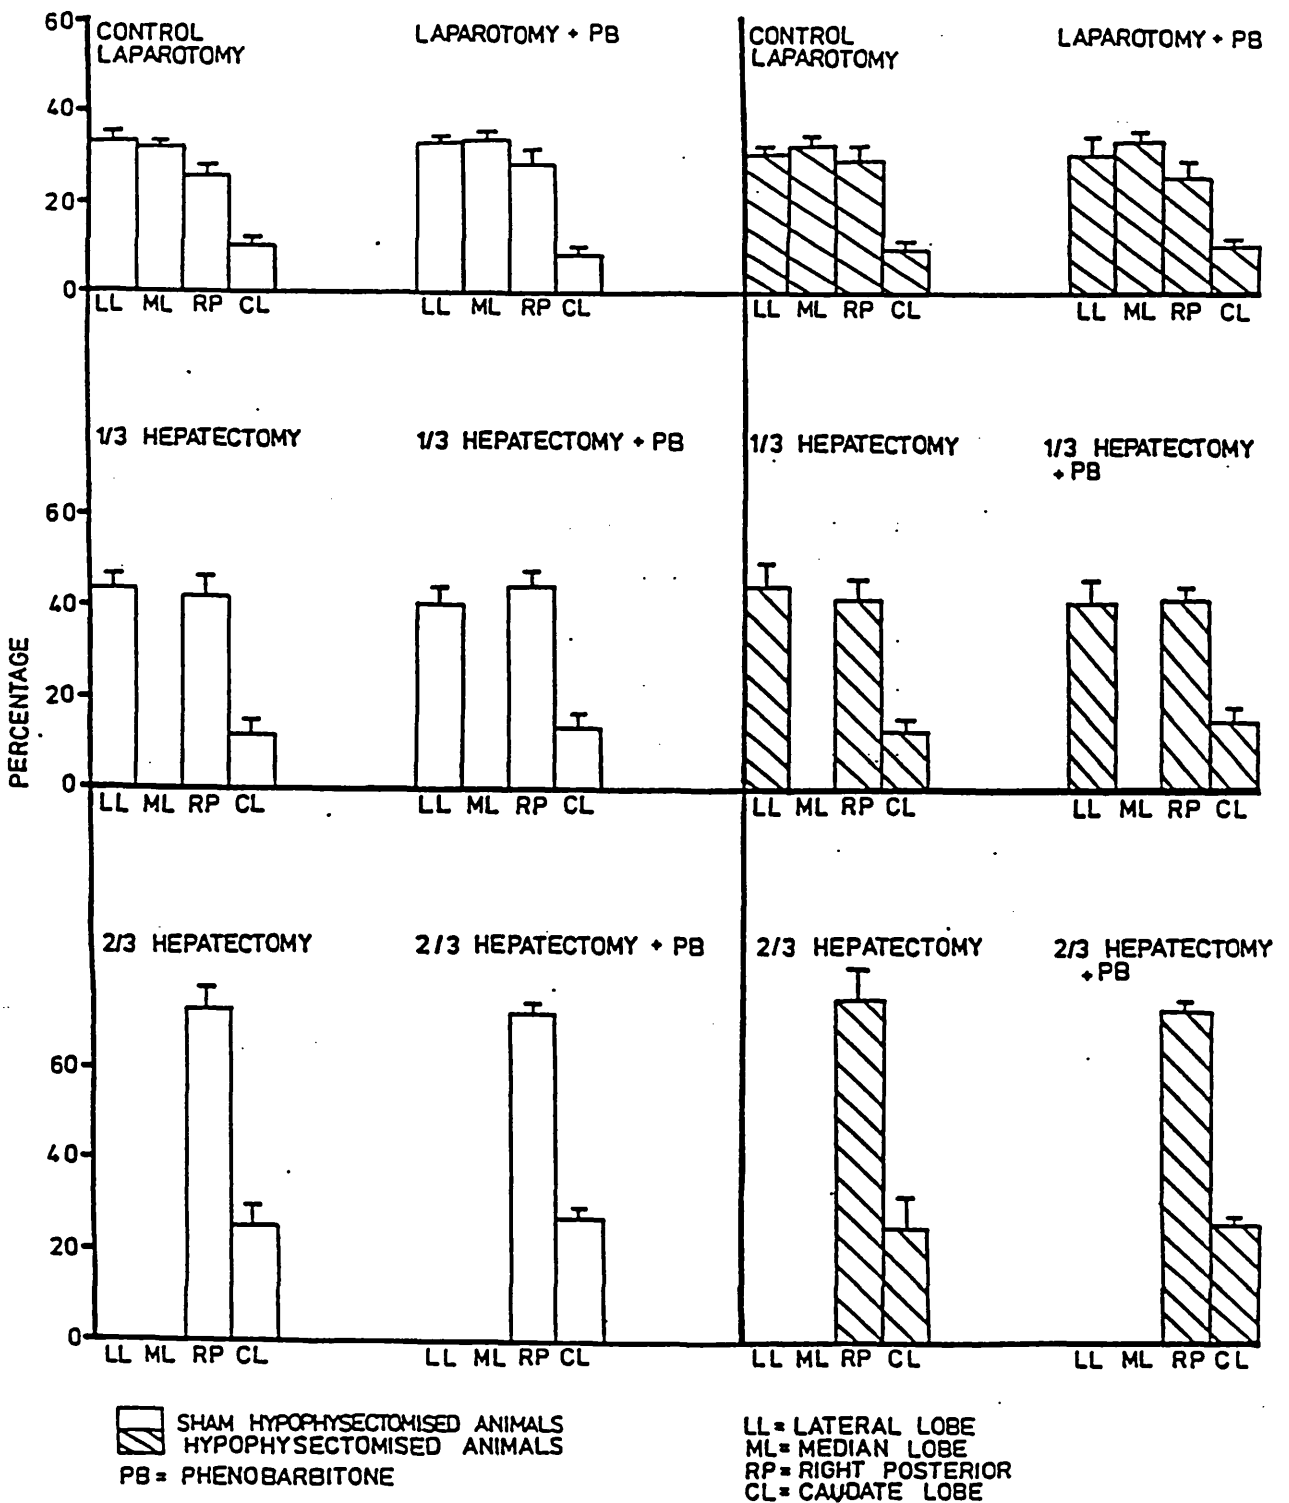 60
CONTROL LAPAROTOMY
LAPAROTOMY + PB
CONTROL LAPAROTOMY
LAPAROTOMY + PB
40
20
0
LL ML RP CL
LL ML RP CL
LL ML RP CL
LL ML RP CL
1/3 HEPATECTOMY
1/3 HEPATECTOMY + PB
1/3 HEPATECTOMY
1/3 HEPATECTOMY
+ PB
60
40
20
0
PERCENTAGE
LL ML RP CL
LL ML RP CL
LL ML RP CL
LL ML RP CL
2/3 HEPATECTOMY
2/3 HEPATECTOMY + PB
2/3 HEPATECTOMY
2/3 HEPATECTOMY
+ PB
60
40
20
0
LL ML RP CL
LL ML RP CL
LL ML RP CL
LL ML RP CL
SHAM HYPOPHYSECTOMISED ANIMALS
HYPOPHYSECTOMISED ANIMALS
PB = PHENOBARBITONE
LL = LATERAL LOBE
ML = MEDIAN LOBE
RP = RIGHT POSTERIOR
CL = CAUDATE LOBE